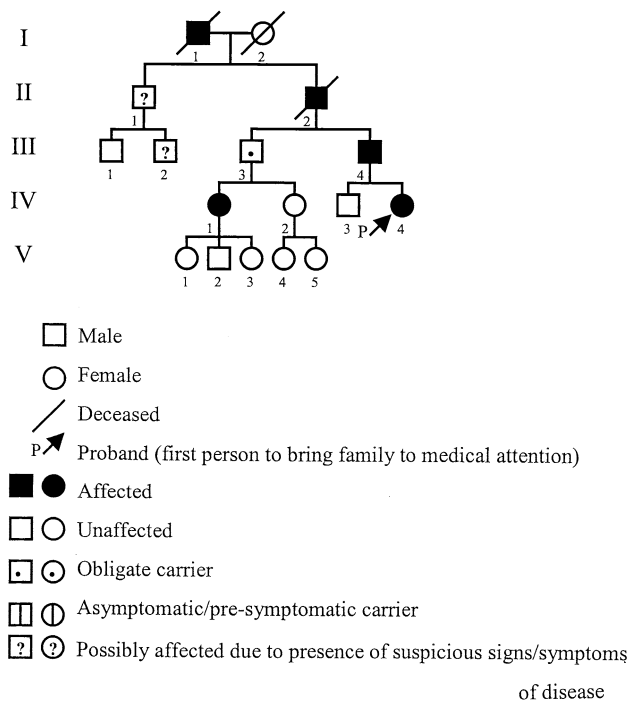 I
1 2
II
?
1 2
III
?
1 2 3 4
IV
1 2 3 P 4
V
1 2 3 4 5
Male
Female
Deceased
P Proband (first person to bring family to medical attention)
Affected
Unaffected
Obligate carrier
Asymptomatic/pre-symptomatic carrier
? ? Possibly affected due to presence of suspicious signs/symptoms
of disease